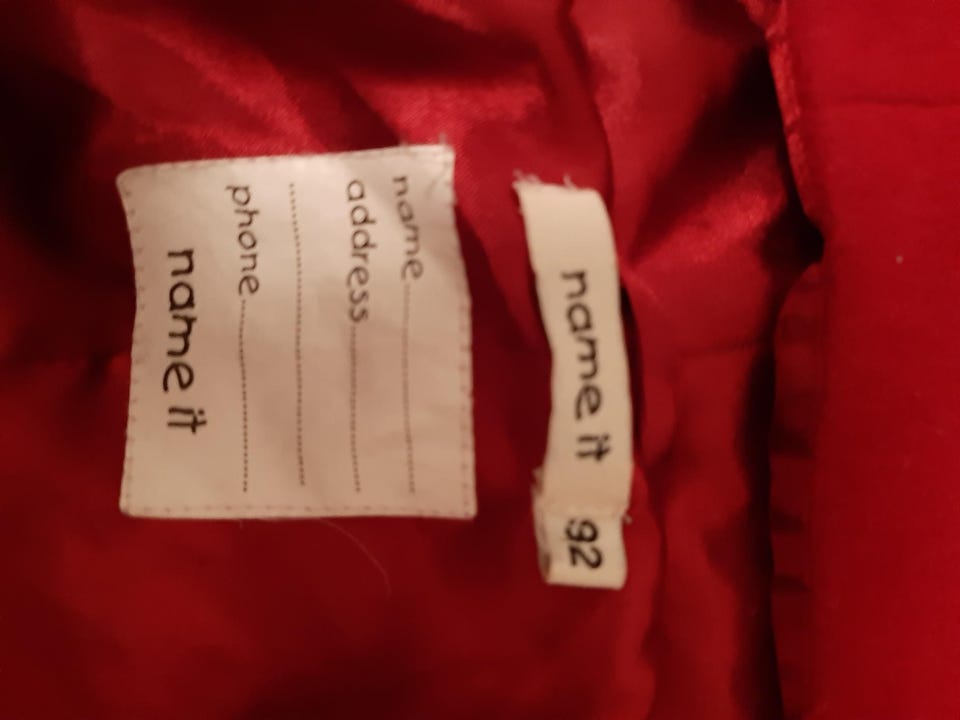 name it
92
name....................
address................
..............................
phone..................
name it